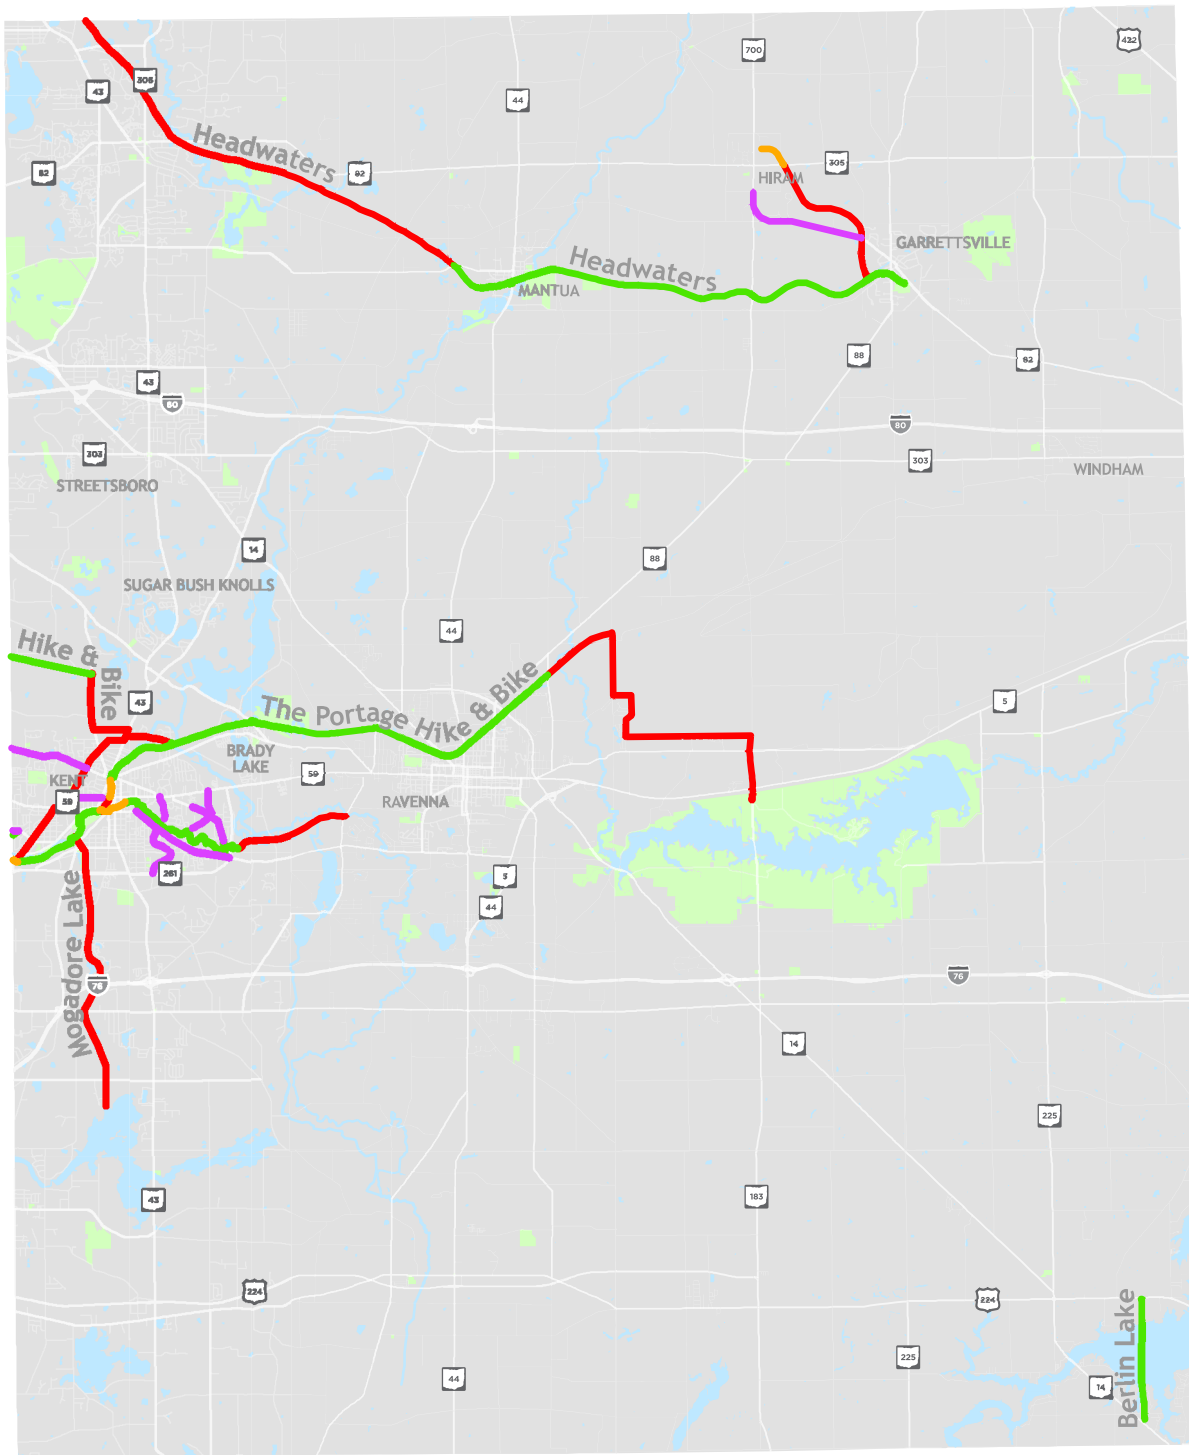 422
700
43
305
44
Headwaters
305
82
82
HIRAM
GARRETTSVILLE
Headwaters
MANTUA
88
82
43
80
80
303
303
WINDHAM
STREETSBORO
14
88
SUGAR BUSH KNOLLS
44
Hike &
Bike
43
5
The Portage Hike & Bike
BRADY
LAKE
59
KENT
59
RAVENNA
261
5
44
Mogadore Lake
76
76
14
225
43
183
224
224
Berlin Lake
225
44
14